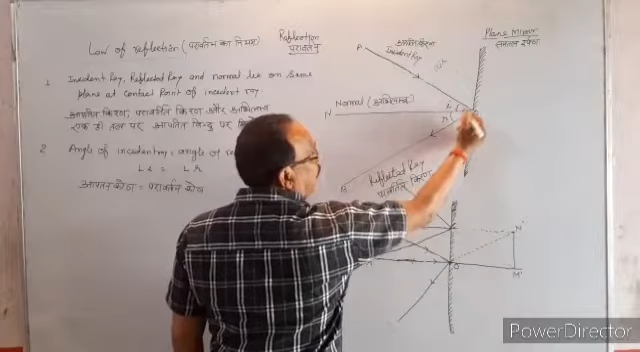 Law of reflection (परावर्तन का नियम)
Reflection
परावर्तन
1. Incident Ray, Reflected Ray and normal lie on same
plane at contact Point of incident ray
आपतित किरण, परावर्तित किरण और अभिलम्ब
एक ही तल पर आपतित बिन्दु पर
2. Angle of incident = angle of
∠i = ∠r
आपतन कोण = परावर्तन कोण
आपतित किरण
Incident Ray
Plane Mirror
समतल दर्पण
A
Normal (अभिलम्ब)
N
i
r
B
Reflected Ray
परावर्तित किरण
N'
M
O
M'
PowerDirector